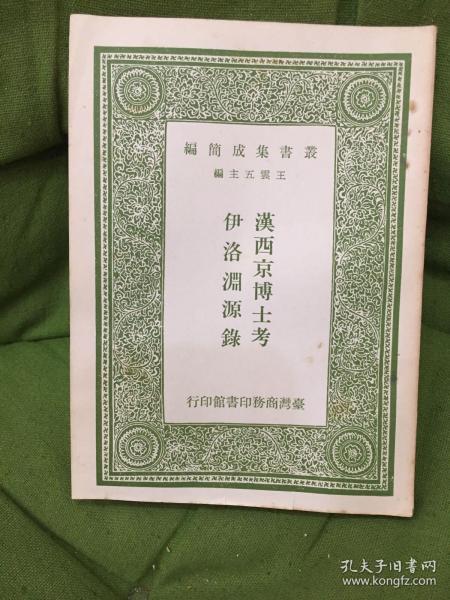 叢書集成簡編
王雲五主編
漢西京博士考
伊洛淵源錄
臺灣商務印書館印行
孔夫子旧书网
www.kongfz.com